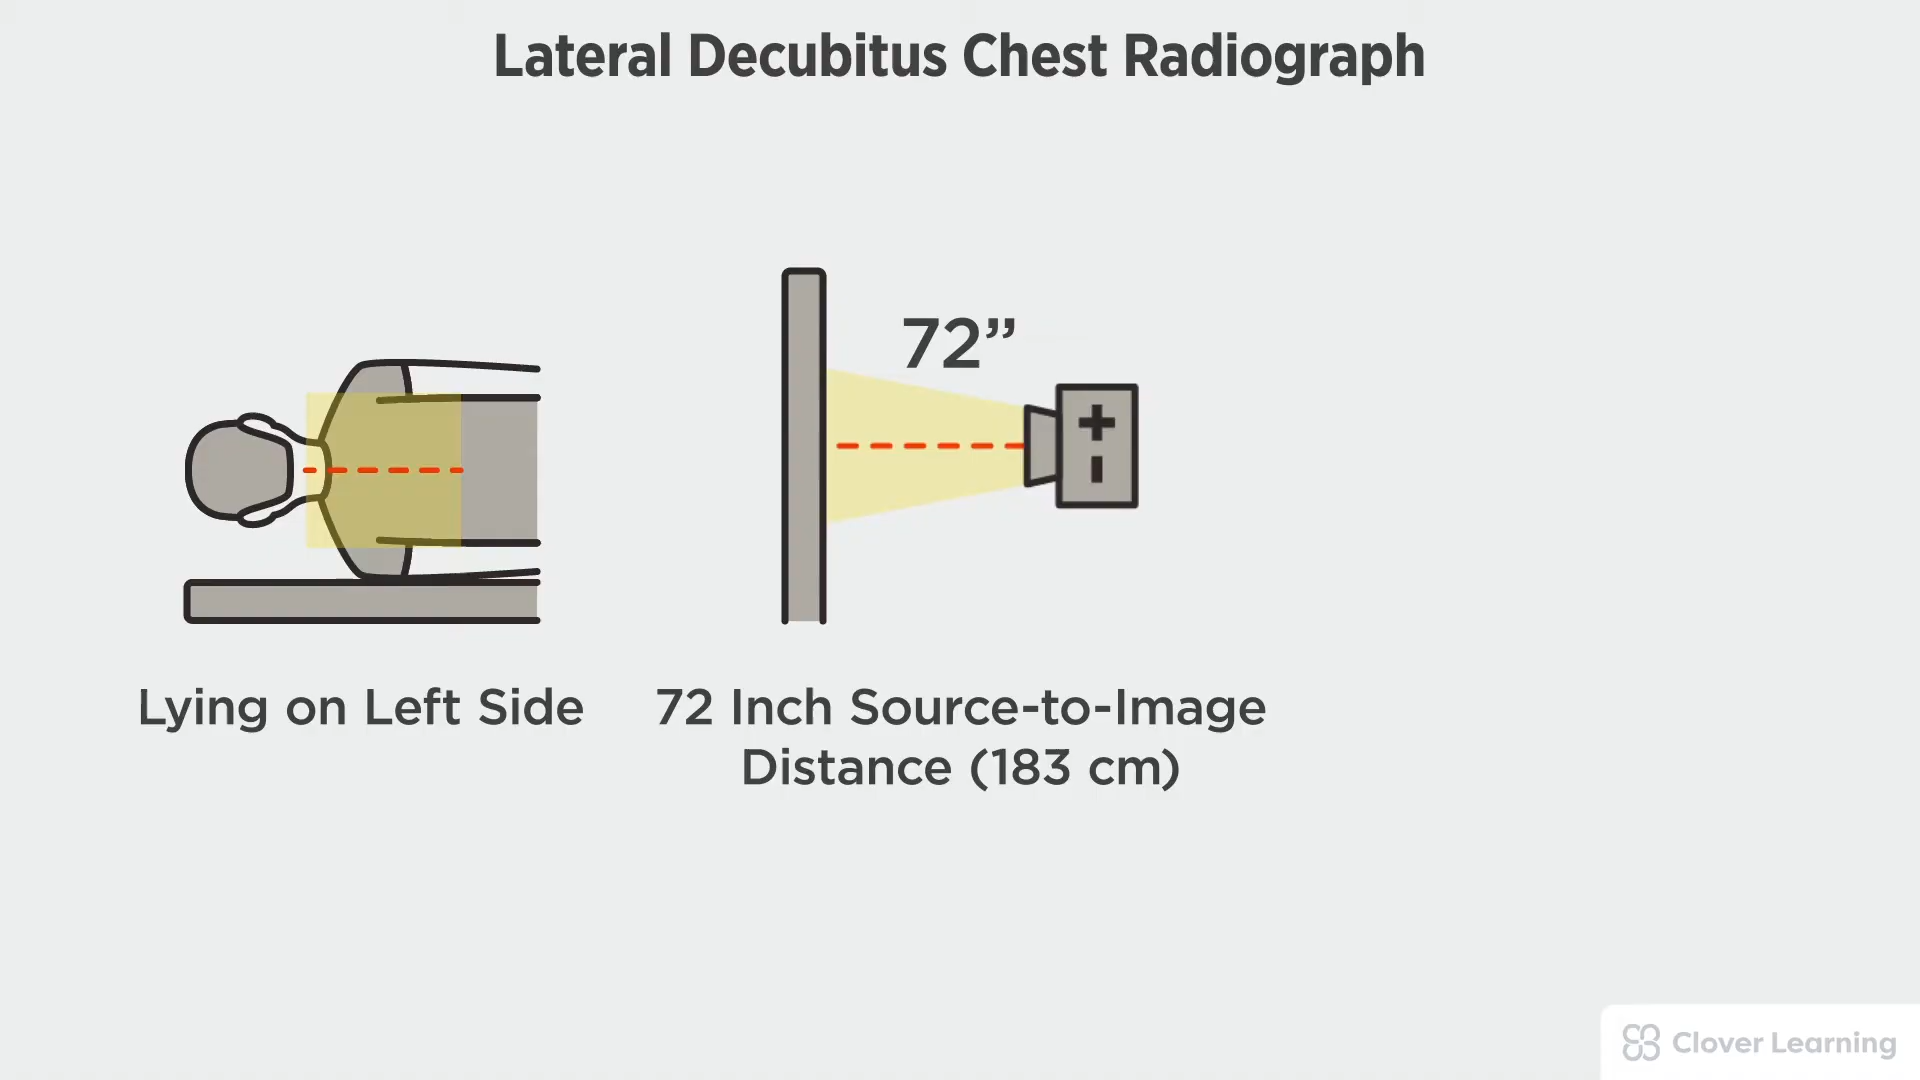 Lateral Decubitus Chest Radiograph
72”
+
-
Lying on Left Side
72 Inch Source-to-Image
Distance (183 cm)
Clover Learning